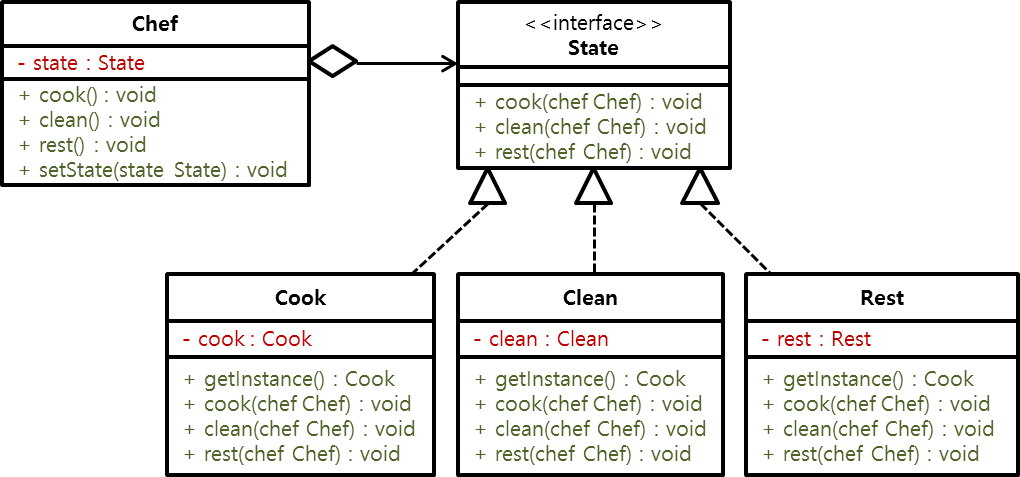 Chef
- state : State
+ cook() : void
+ clean() : void
+ rest() : void
+ setState(state State) : void
<<interface>>
State
+ cook(chef Chef) : void
+ clean(chef Chef) : void
+ rest(chef Chef) : void
Cook
- cook : Cook
+ getInstance() : Cook
+ cook(chef Chef) : void
+ clean(chef Chef) : void
+ rest(chef Chef) : void
Clean
- clean : Clean
+ getInstance() : Cook
+ cook(chef Chef) : void
+ clean(chef Chef) : void
+ rest(chef Chef) : void
Rest
- rest : Rest
+ getInstance() : Cook
+ cook(chef Chef) : void
+ clean(chef Chef) : void
+ rest(chef Chef) : void